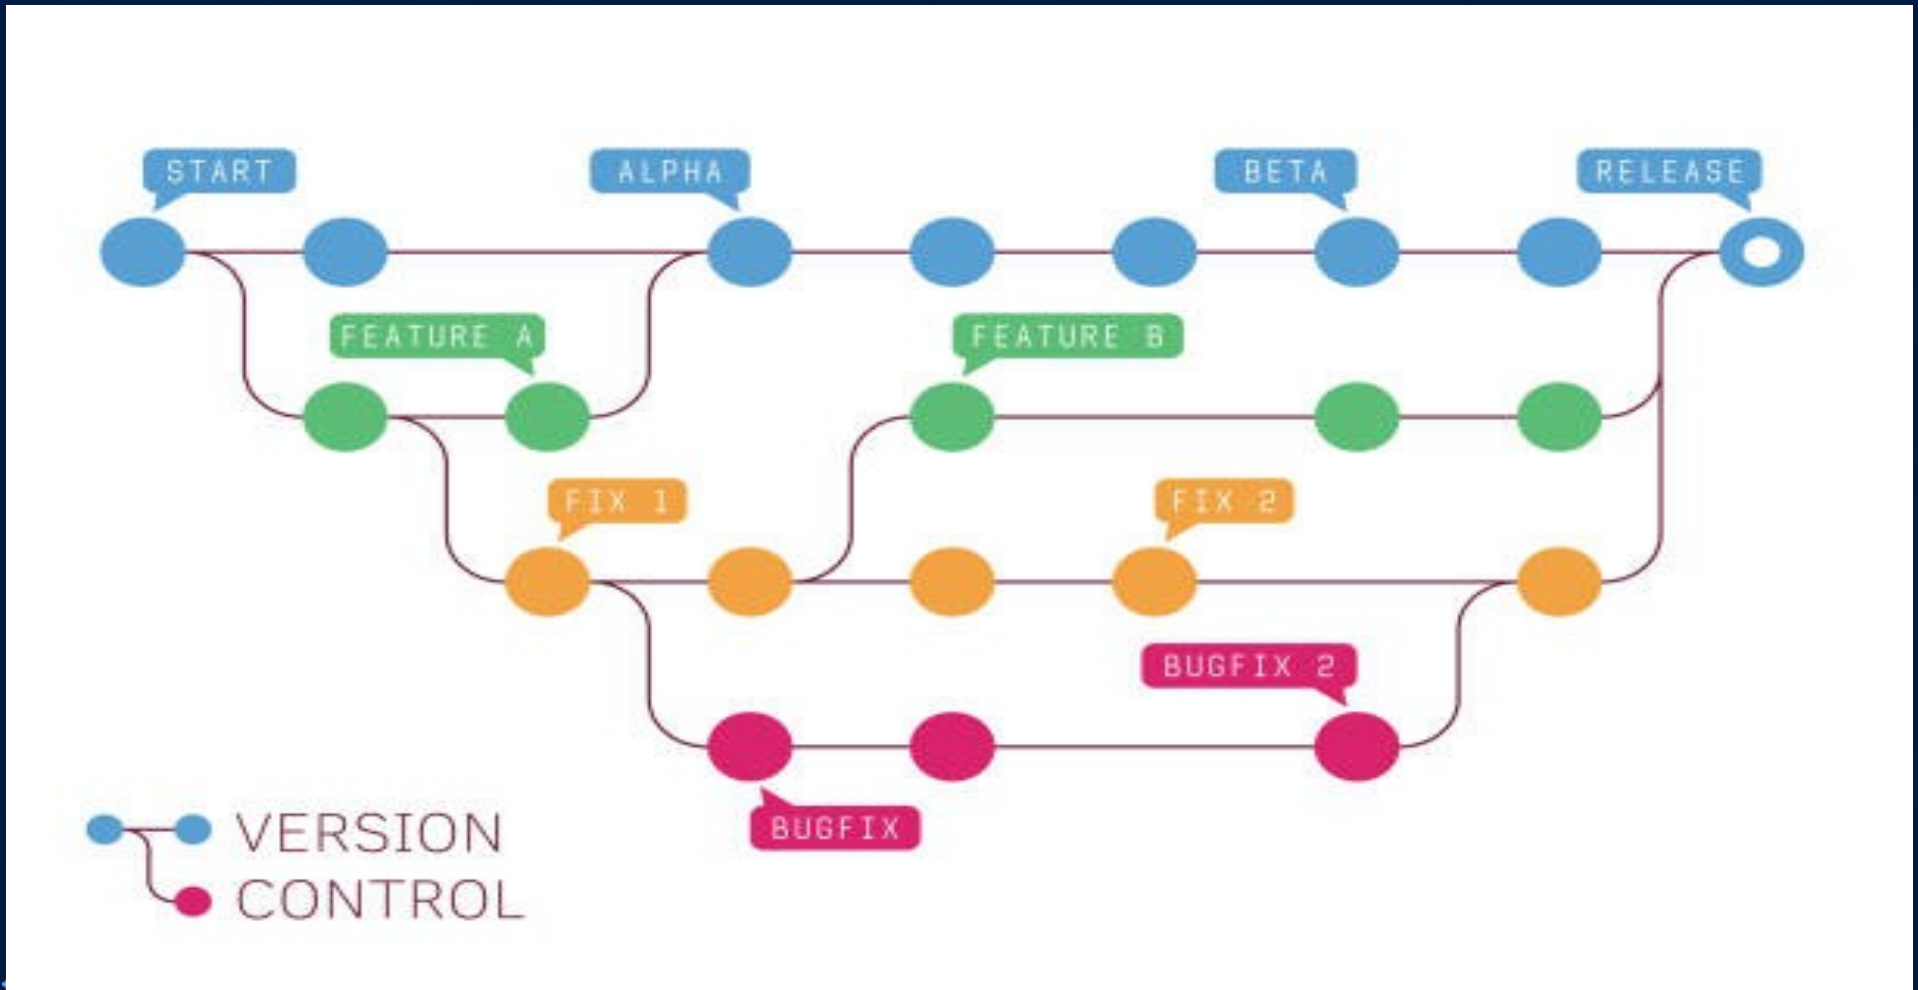 START
ALPHA
BETA
RELEASE
FEATURE A
FEATURE B
FIX 1
FIX 2
BUGFIX 2
BUGFIX
VERSION
CONTROL